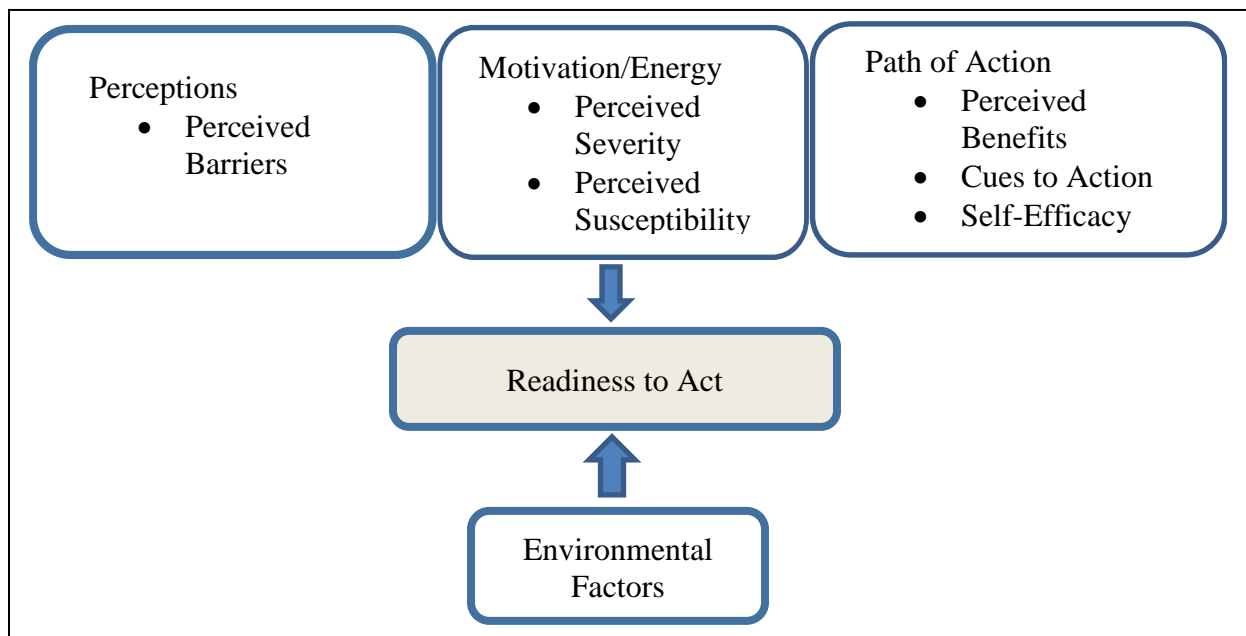 Perceptions
• Perceived
Barriers
Motivation/Energy
• Perceived
Severity
• Perceived
Susceptibility
Path of Action
• Perceived
Benefits
• Cues to Action
• Self-Efficacy
Readiness to Act
Environmental
Factors